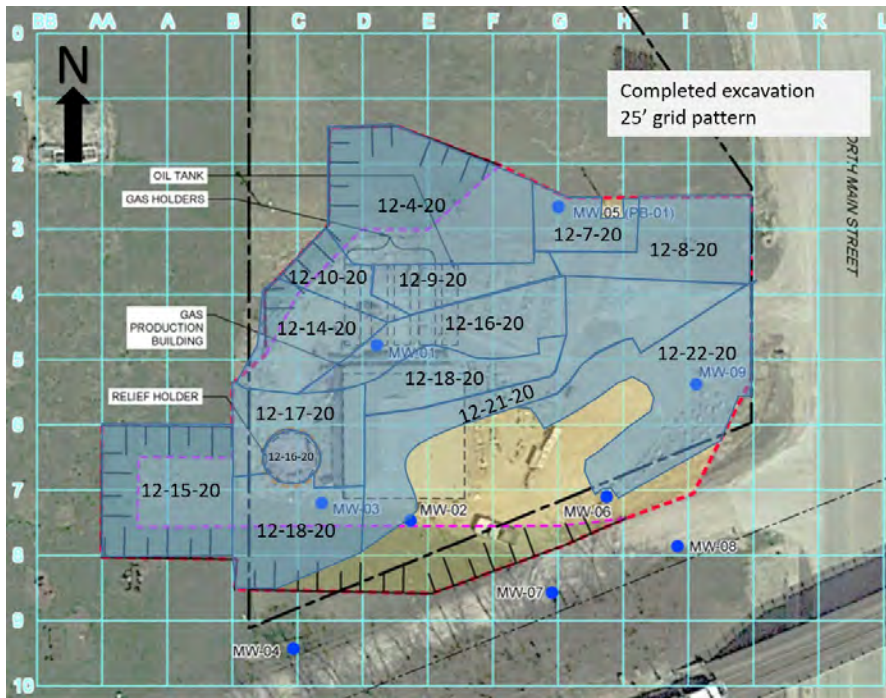 BB AA A B C D E F G H I J K L
0
N
Completed excavation
25' grid pattern
1
2
OIL TANK
GAS HOLDERS
12-4-20
MW-05 (PB-01)
NORTH MAIN STREET
12-7-20
3
12-8-20
12-10-20
12-9-20
4
GAS
PRODUCTION
BUILDING
12-14-20
12-16-20
MW-01
5
12-18-20
MW-09
12-22-20
RELIEF HOLDER
12-17-20
12-21-20
6
12-16-20
12-15-20
7
MW-03
MW-02
MW-06
12-18-20
8
MW-08
MW-07
9
MW-04
10